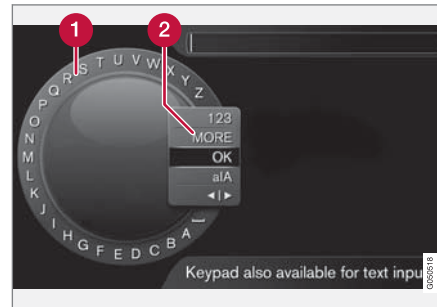 1
2
A B C D E F G H I J K L M N O P Q R S T U V W X Y Z
123
MORE
OK
a|A
◄|►
Keypad also available for text inpu
G050518